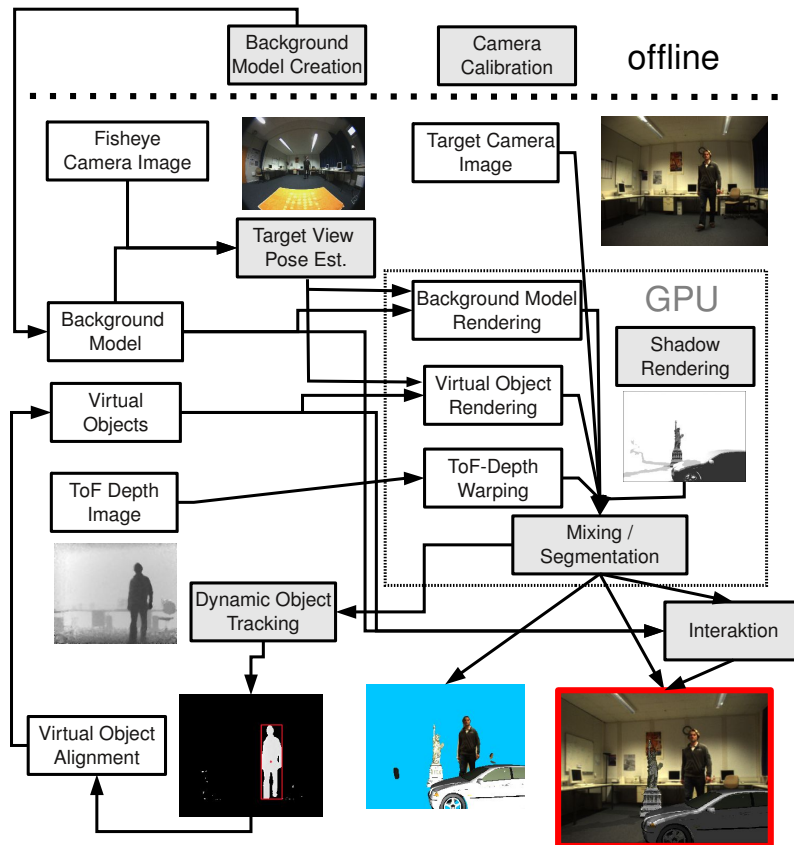 Background
Model Creation
Camera
Calibration
offline
Fisheye
Camera Image
Target Camera
Image
Target View
Pose Est.
GPU
Background Model
Rendering
Background
Model
Shadow
Rendering
Virtual Object
Rendering
Virtual
Objects
ToF-Depth
Warping
ToF Depth
Image
Mixing /
Segmentation
Dynamic Object
Tracking
Interaktion
Virtual Object
Alignment